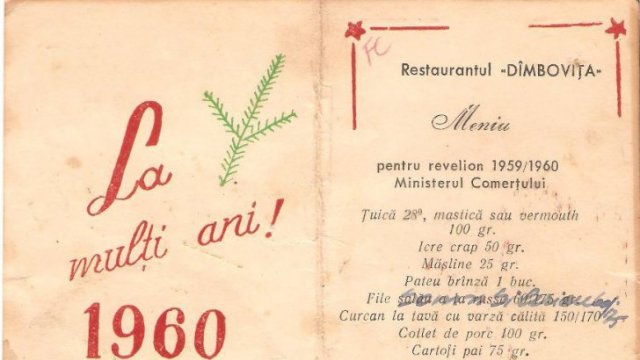 La
mulți ani!
1960
FC
Restaurantul -DÎMBOVIȚA-
Meniu
pentru revelion 1959/1960
Ministerul Comerțului
Țuică 28°, mastică sau vermouth
100 gr.
Icre crap 50 gr.
Măsline 25 gr.
Pateu brînză 1 buc.
File a la
Curcan la tavă cu varză călită 150/170
Cotlet de porc 100 gr.
Cartofi pai 75 gr.